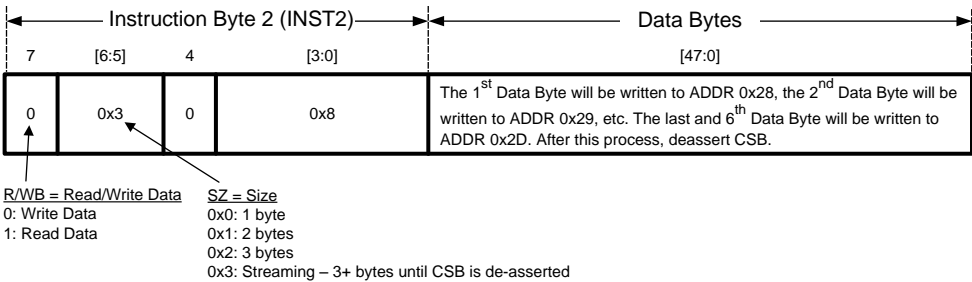 Instruction Byte 2 (INST2) Data Bytes
7 [6:5] 4 [3:0] [47:0]
The 1st Data Byte will be written to ADDR 0x28, the 2nd Data Byte will be
0 0x3 0 0x8 written to ADDR 0x29, etc. The last and 6th Data Byte will be written to
ADDR 0x2D. After this process, deassert CSB.
R/WB = Read/Write Data SZ = Size
0: Write Data 0x0: 1 byte
1: Read Data 0x1: 2 bytes
0x2: 3 bytes
0x3: Streaming – 3+ bytes until CSB is de-asserted